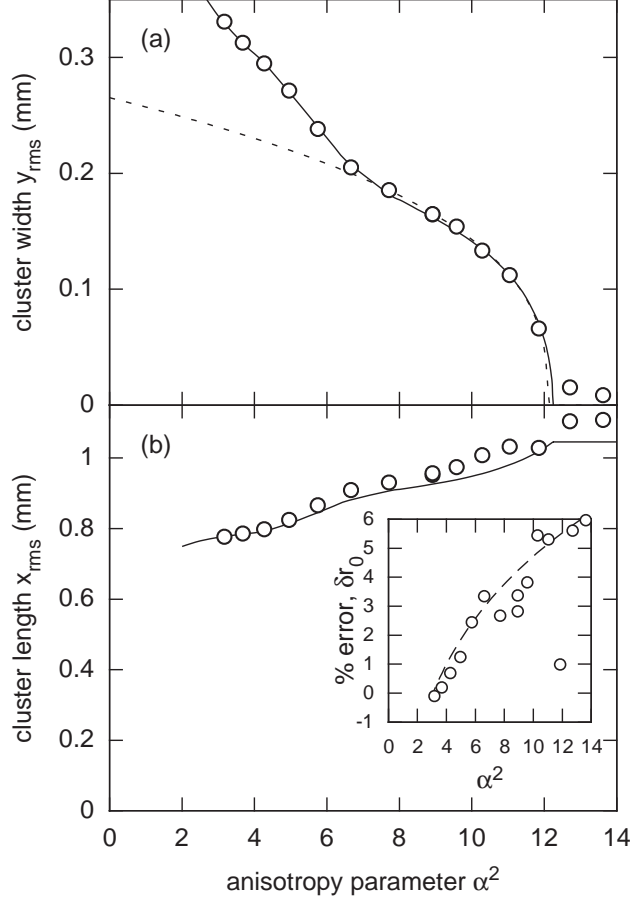 (a)
cluster width y_rms (mm)
0.3
0.2
0.1
0
(b)
cluster length x_rms (mm)
1
0.8
0.6
0.4
0.2
0
% error, δr_0
6
5
4
3
2
1
0
-1
0 2 4 6 8 10 12 14
α^2
0 2 4 6 8 10 12 14
anisotropy parameter α^2